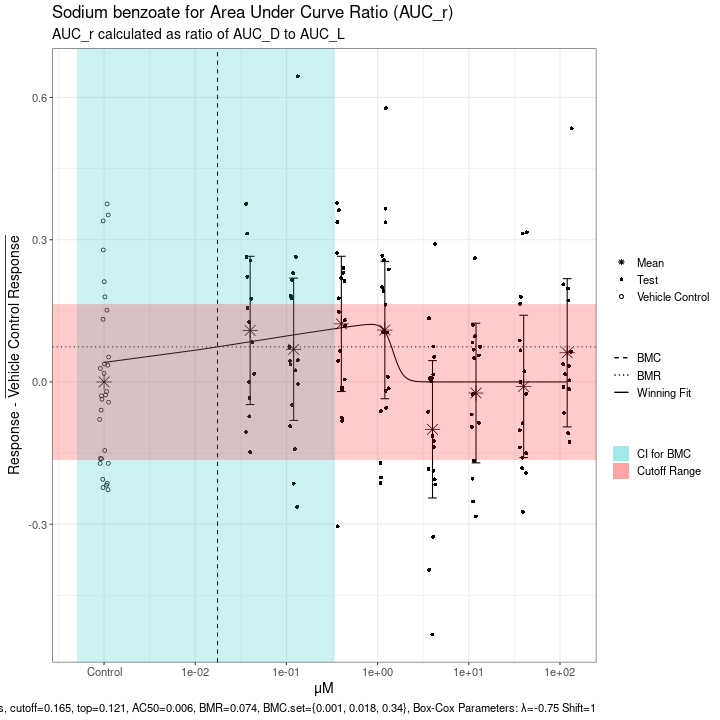 Sodium benzoate for Area Under Curve Ratio (AUC_r)
AUC_r calculated as ratio of AUC_D to AUC_L
Response - Vehicle Control Response
0.6
0.3
0.0
-0.3
Control
1e-02
1e-01
1e+00
1e+01
1e+02
μM
Mean
Test
Vehicle Control
BMC
BMR
Winning Fit
CI for BMC
Cutoff Range
s, cutoff=0.165, top=0.121, AC50=0.006, BMR=0.074, BMC.set={0.001, 0.018, 0.34}, Box-Cox Parameters: λ=-0.75 Shift=1